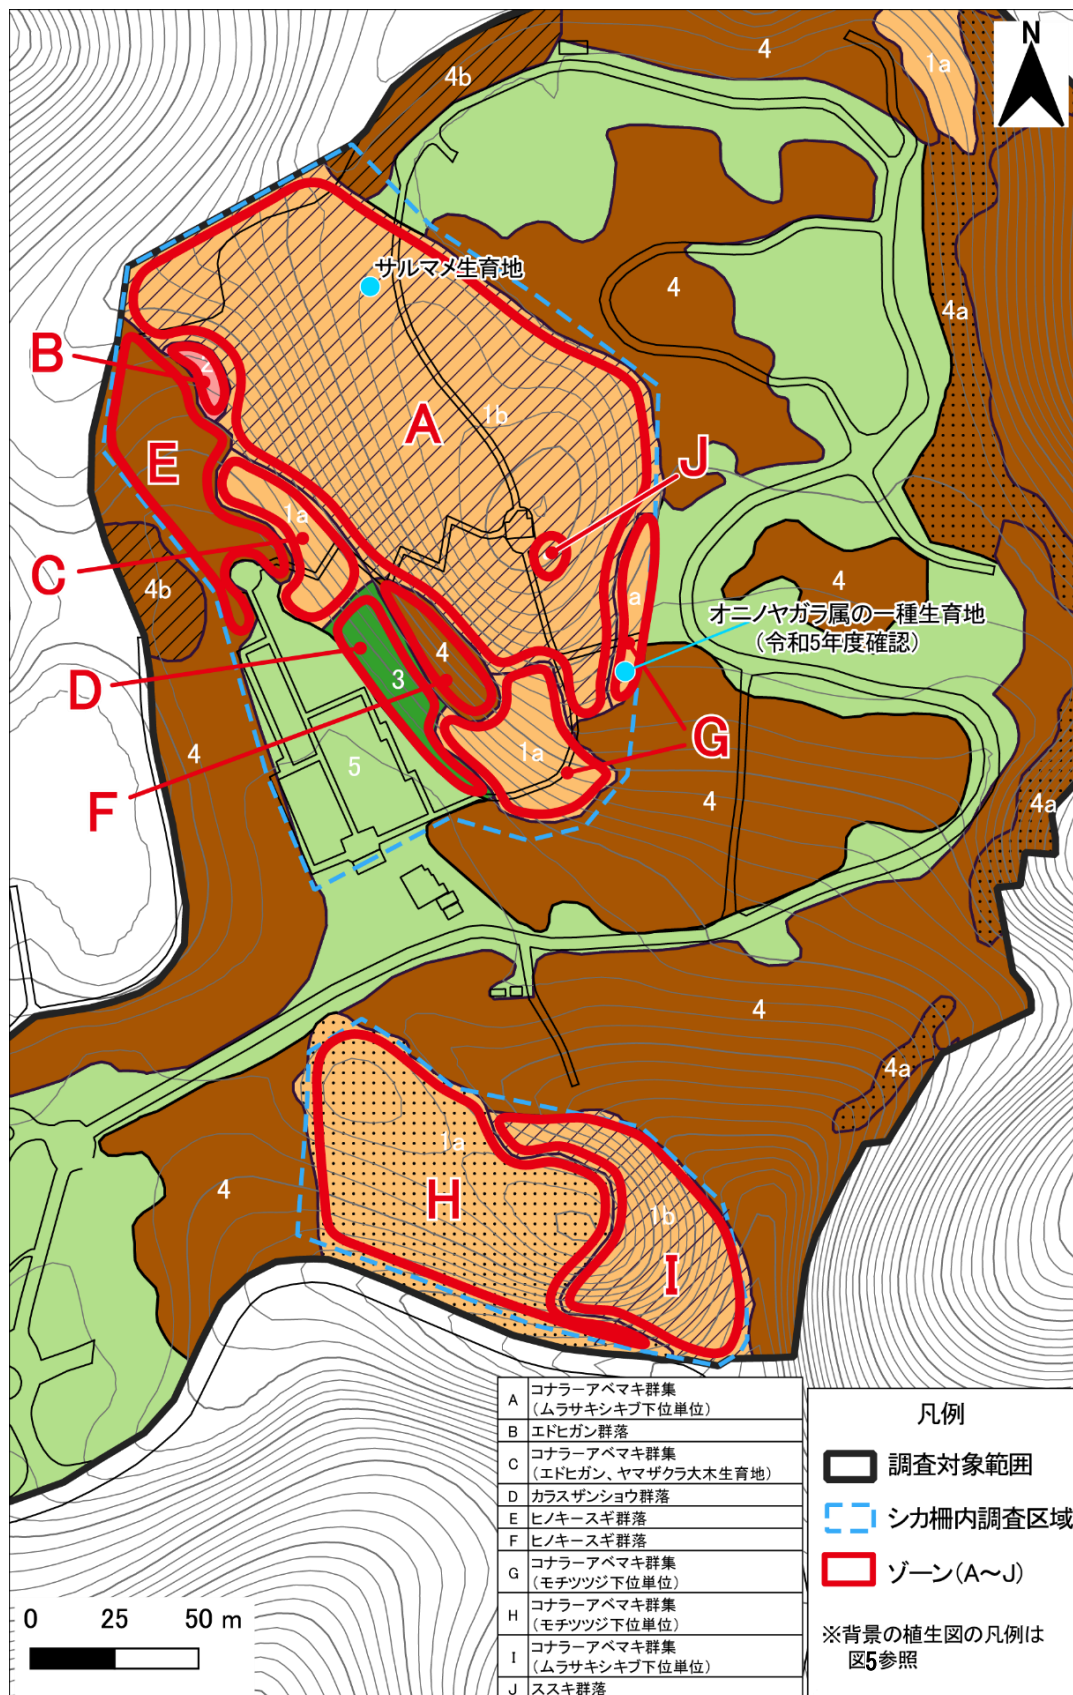 N
4
1a
4b
サルマメ生育地
4
4a
B
2
1b
A
E
J
1a
C
4b
4
a
オニノヤガラ属の一種生育地
（令和5年度確認）
4
D
3
G
4
5
1a
F
4
4a
4
4a
1a
4
H
1b
I
A コナラーアベマキ群集
（ムラサキシキブ下位単位）
B エドヒガン群落
C コナラーアベマキ群集
（エドヒガン、ヤマザクラ大木生育地）
D カラスザンショウ群落
E ヒノキースギ群落
F ヒノキースギ群落
G コナラーアベマキ群集
（モチツツジ下位単位）
H コナラーアベマキ群集
（モチツツジ下位単位）
I コナラーアベマキ群集
（ムラサキシキブ下位単位）
J ススキ群落
凡例
調査対象範囲
シカ柵内調査区域
ゾーン（A～J）
※背景の植生図の凡例は
図5参照
0 25 50 m